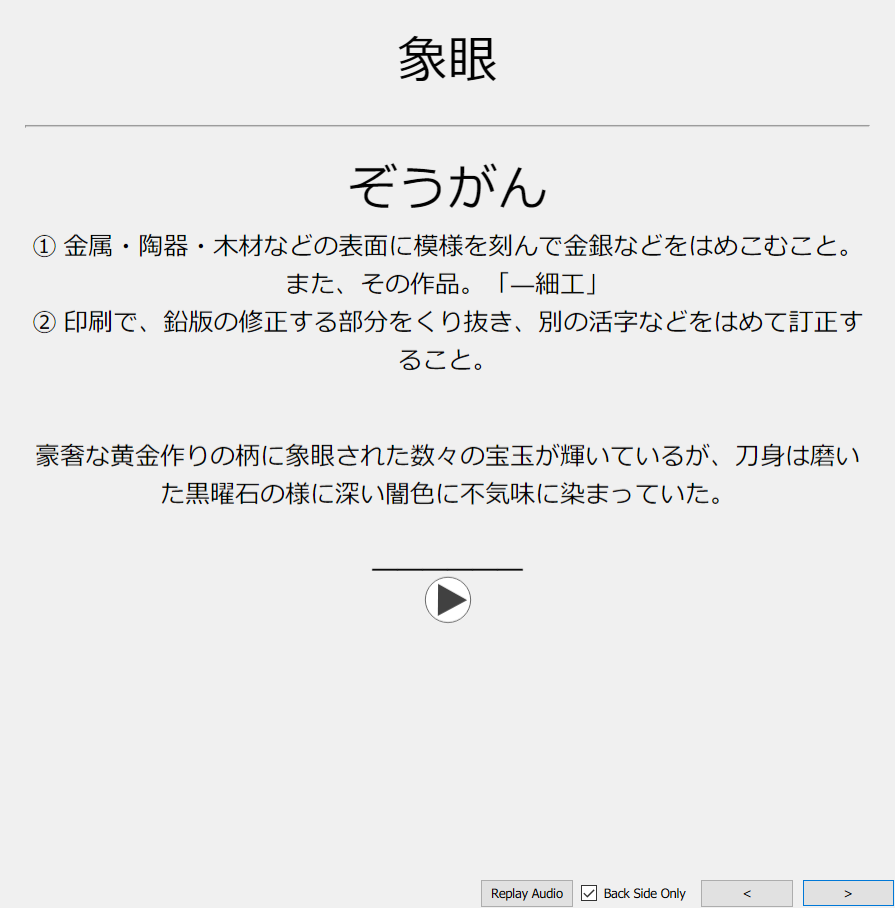 象眼
ぞうがん
① 金属・陶器・木材などの表面に模様を刻んで金銀などをはめこむこと。
また、その作品。「―細工」
② 印刷で、鉛版の修正する部分をくり抜き、別の活字などをはめて訂正す
ること。
豪奢な黄金作りの柄に象眼された数々の宝玉が輝いているが、刀身は磨い
た黒曜石の様に深い闇色に不気味に染まっていた。
Replay Audio Back Side Only < >